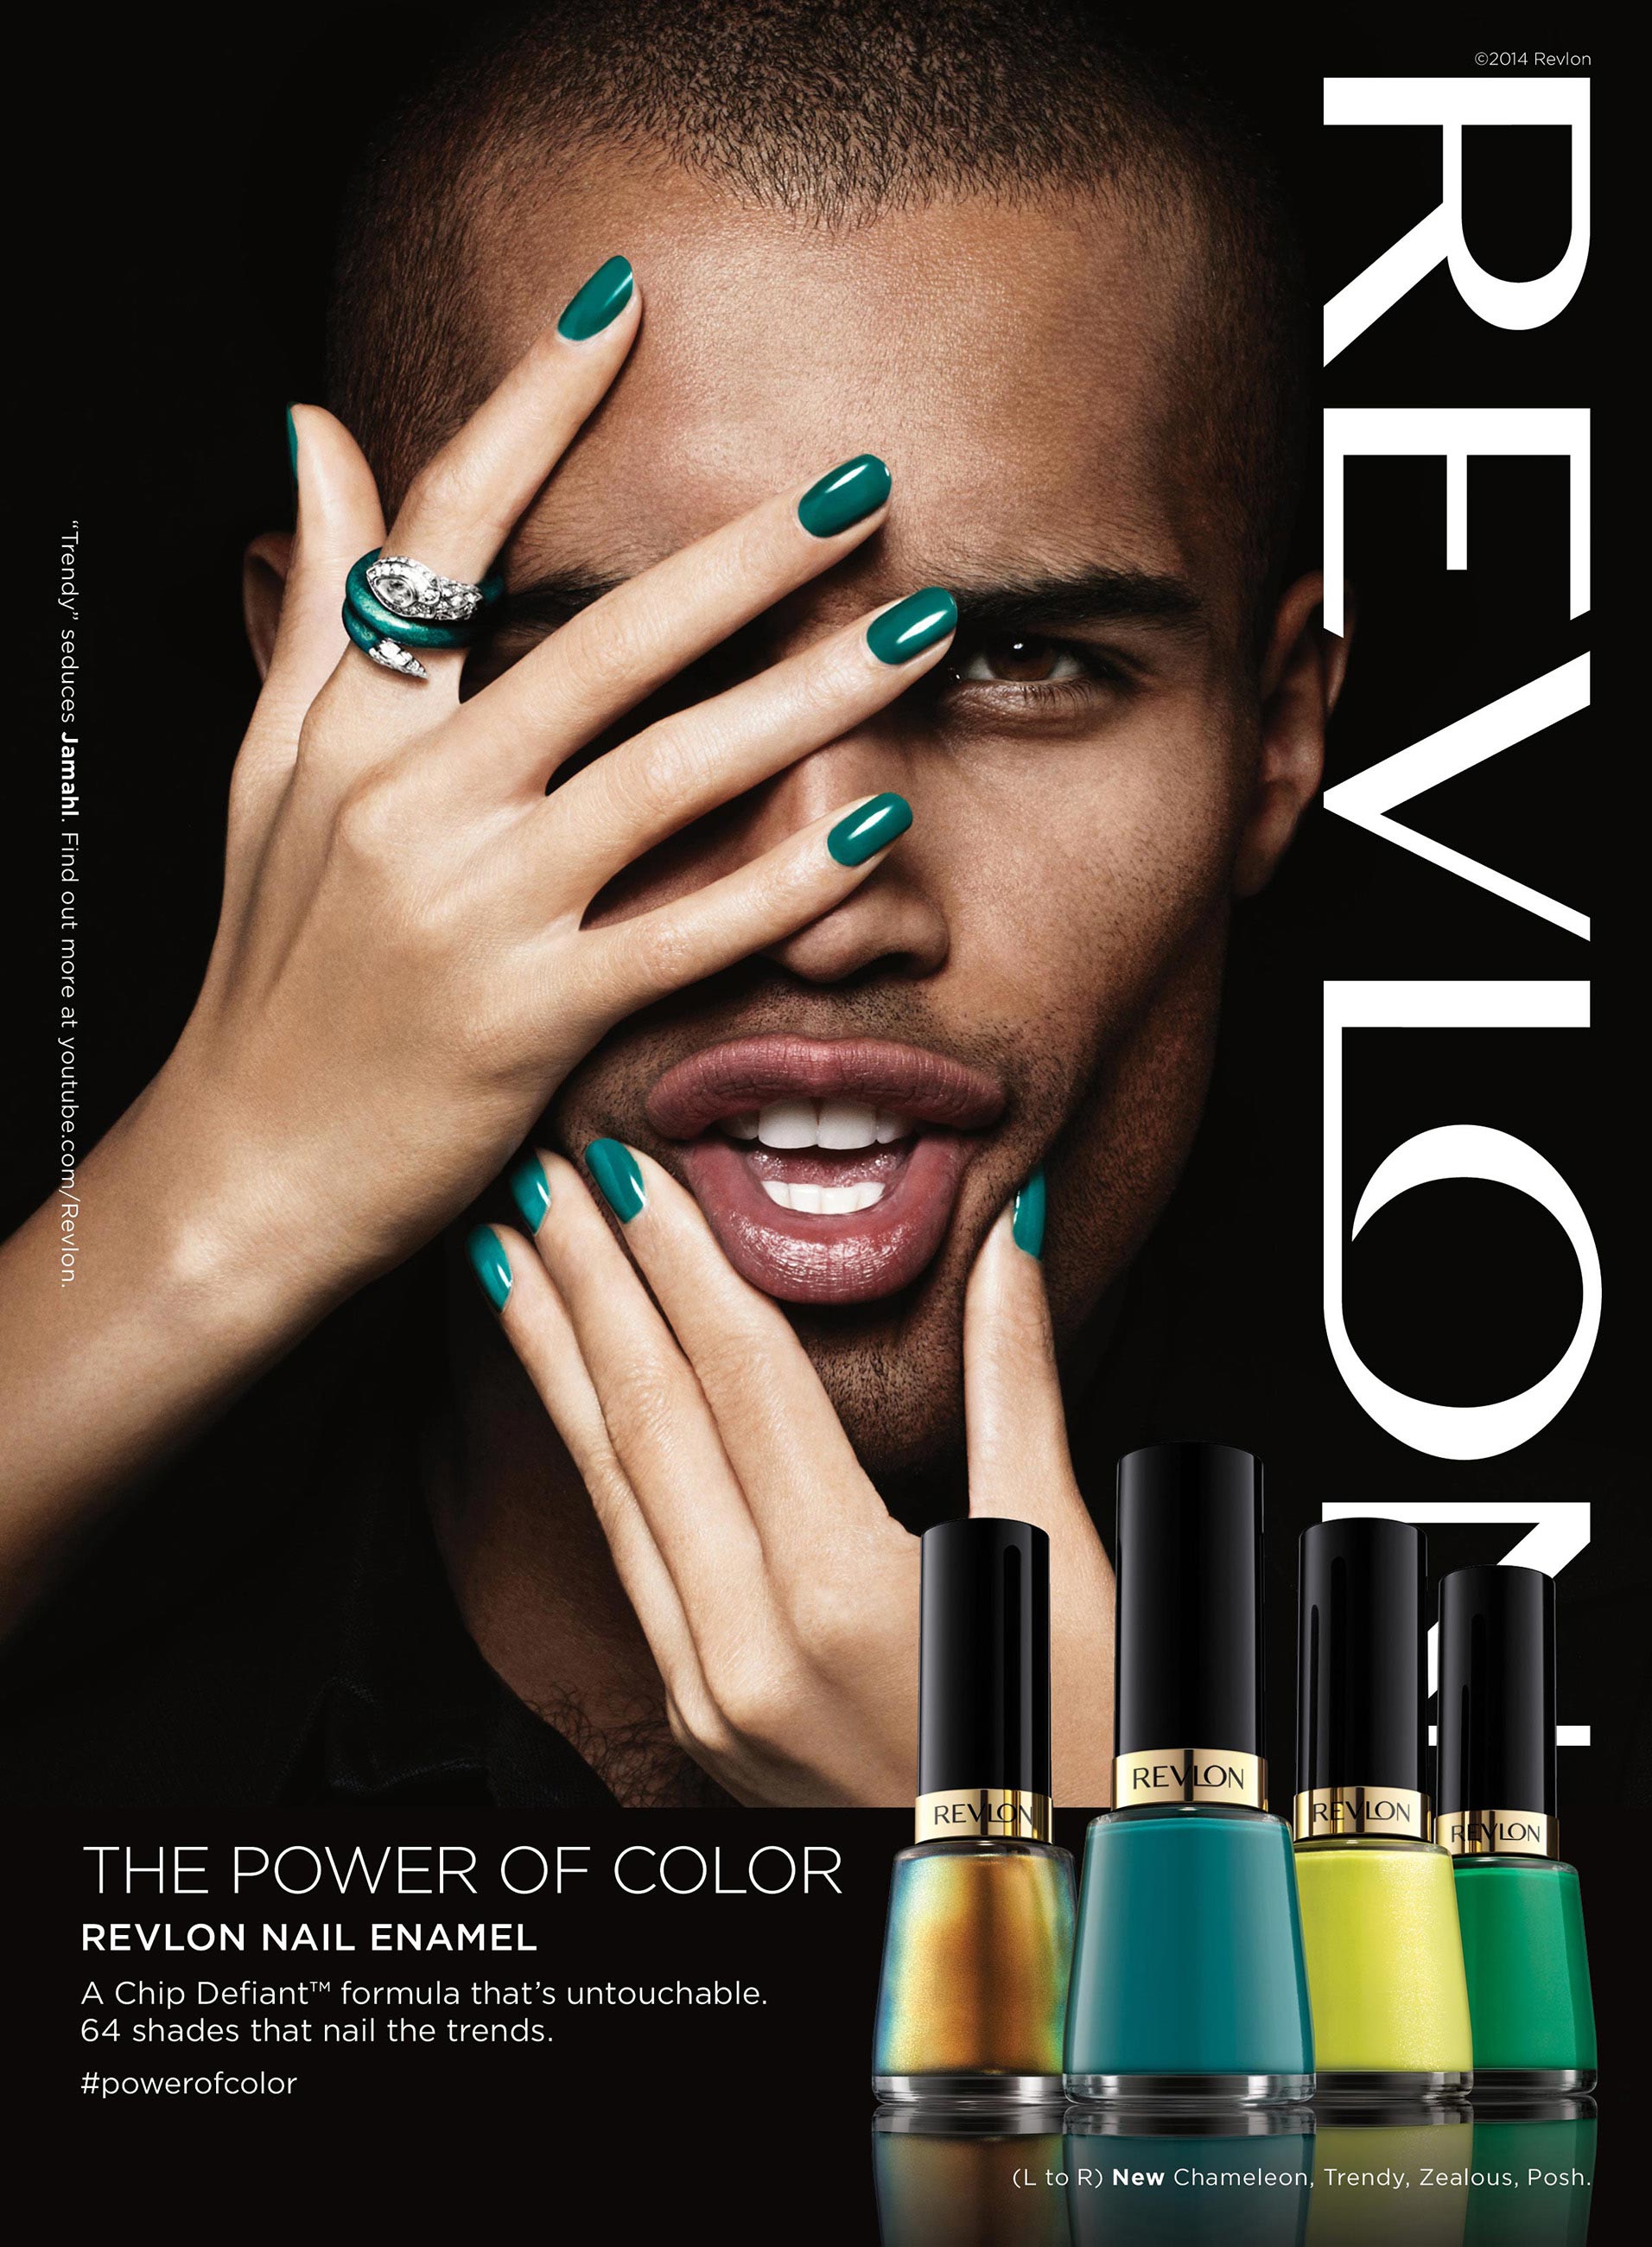 ©2014 Revlon
REVLON
“Trendy” seduces Jamahl. Find out more at youtube.com/Revlon.
REVLON
REVLON
REVLON
REVLON
THE POWER OF COLOR
REVLON NAIL ENAMEL
A Chip Defiant™ formula that’s untouchable.
64 shades that nail the trends.
#powerofcolor
(L to R) New Chameleon, Trendy, Zealous, Posh.